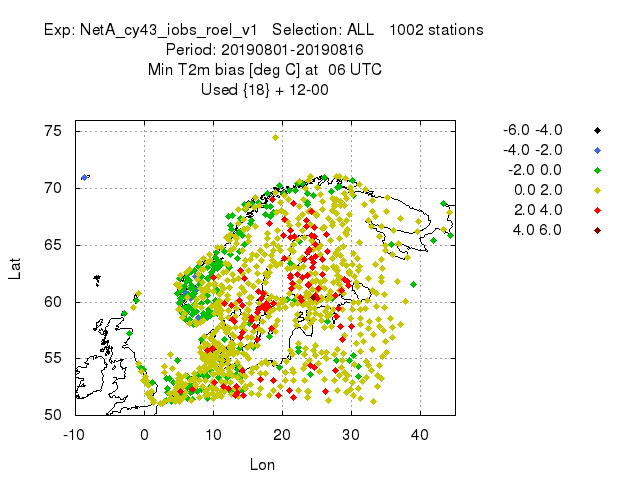 Exp: NetA_cy43_iobs_roel_v1 Selection: ALL 1002 stations
Period: 20190801-20190816
Min T2m bias [deg C] at 06 UTC
Used {18} + 12-00
75
70
65
60
55
50
-10 0 10 20 30 40
Lat
Lon
-6.0 -4.0
-4.0 -2.0
-2.0 0.0
0.0 2.0
2.0 4.0
4.0 6.0